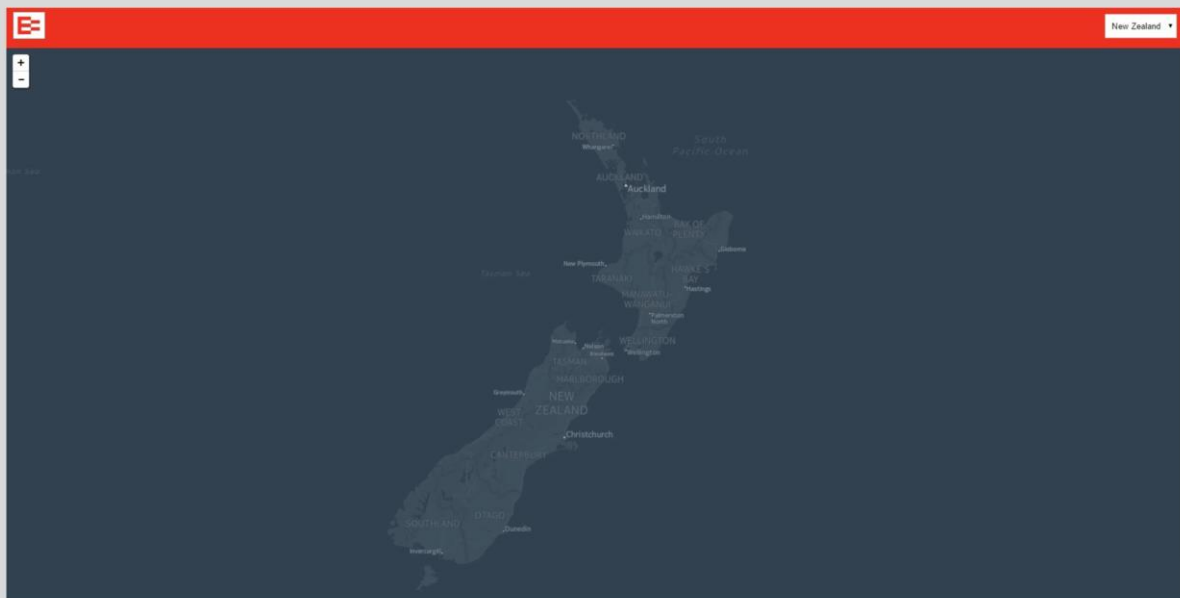 New Zealand
+
−
South
Pacific Ocean
NORTHLAND
Whangarei
AUCKLAND
Auckland
Hamilton
WAIKATO
BAY OF
PLENTY
Gisborne
Tasman Sea
New Plymouth
TARANAKI
HAWKE'S
BAY
Hastings
MANAWATU-
WANGANUI
Palmerston
North
WELLINGTON
Wellington
Nelson
TASMAN
MARLBOROUGH
Greymouth
NEW
ZEALAND
WEST
COAST
Christchurch
CANTERBURY
OTAGO
SOUTHLAND
Dunedin
Invercargill